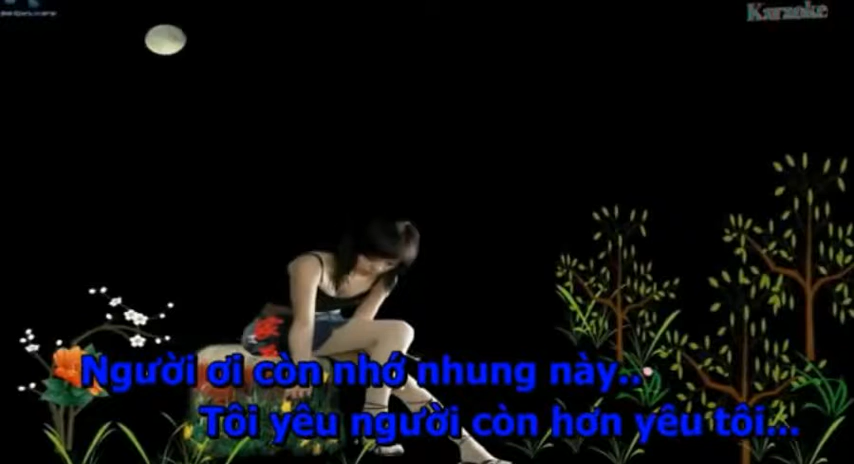 Karaoke
Người ơi còn nhớ nhung này..
Tôi yêu người còn hơn yêu tôi...